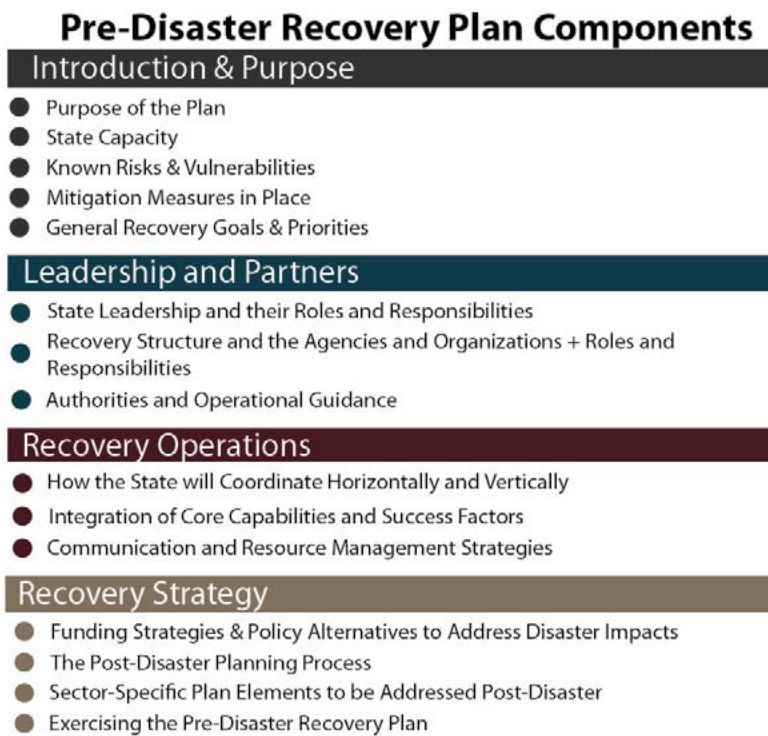 Pre-Disaster Recovery Plan Components
Introduction & Purpose
Purpose of the Plan
State Capacity
Known Risks & Vulnerabilities
Mitigation Measures in Place
General Recovery Goals & Priorities
Leadership and Partners
State Leadership and their Roles and Responsibilities
Recovery Structure and the Agencies and Organizations + Roles and
Responsibilities
Authorities and Operational Guidance
Recovery Operations
How the State will Coordinate Horizontally and Vertically
Integration of Core Capabilities and Success Factors
Communication and Resource Management Strategies
Recovery Strategy
Funding Strategies & Policy Alternatives to Address Disaster Impacts
The Post-Disaster Planning Process
Sector-Specific Plan Elements to be Addressed Post-Disaster
Exercising the Pre-Disaster Recovery Plan